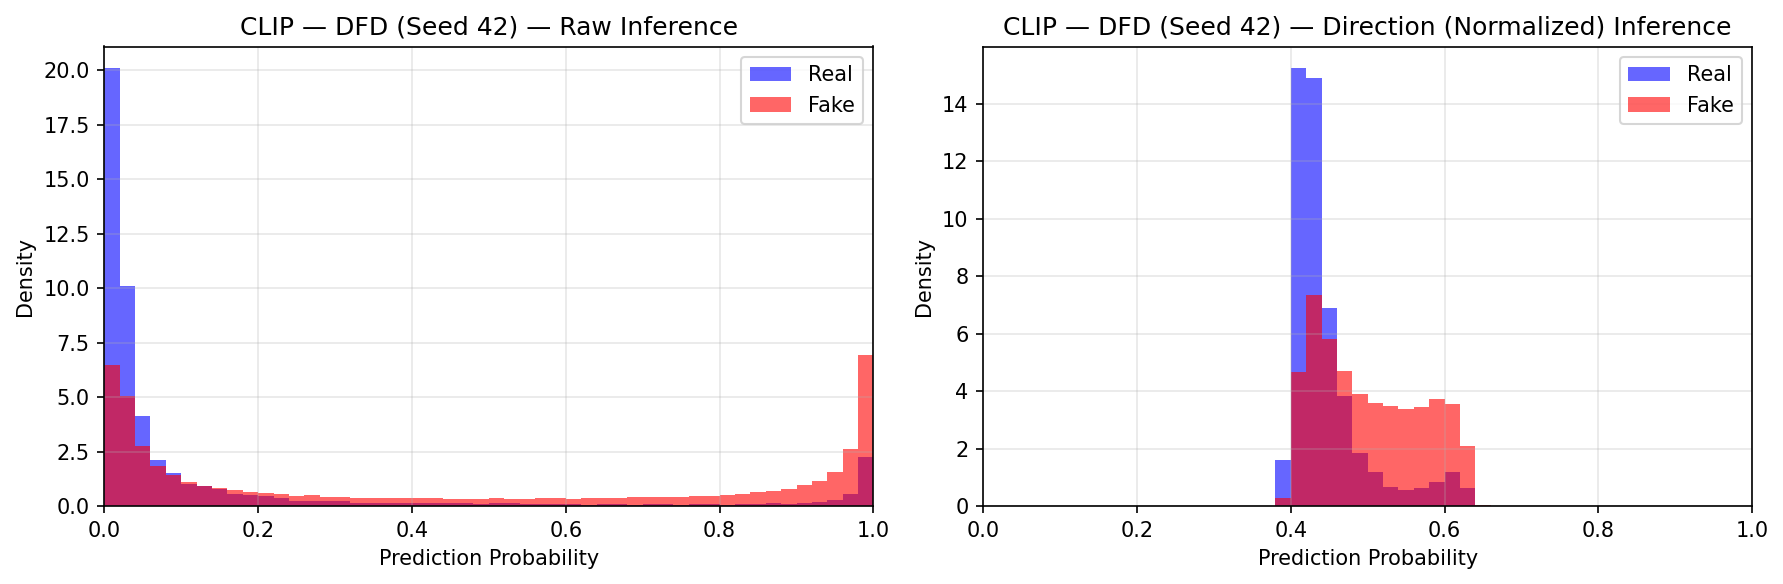 CLIP — DFD (Seed 42) — Raw Inference
Density
20.0
17.5
15.0
12.5
10.0
7.5
5.0
2.5
0.0
0.0 0.2 0.4 0.6 0.8 1.0
Prediction Probability
Real
Fake
CLIP — DFD (Seed 42) — Direction (Normalized) Inference
Density
14
12
10
8
6
4
2
0
0.0 0.2 0.4 0.6 0.8 1.0
Prediction Probability
Real
Fake